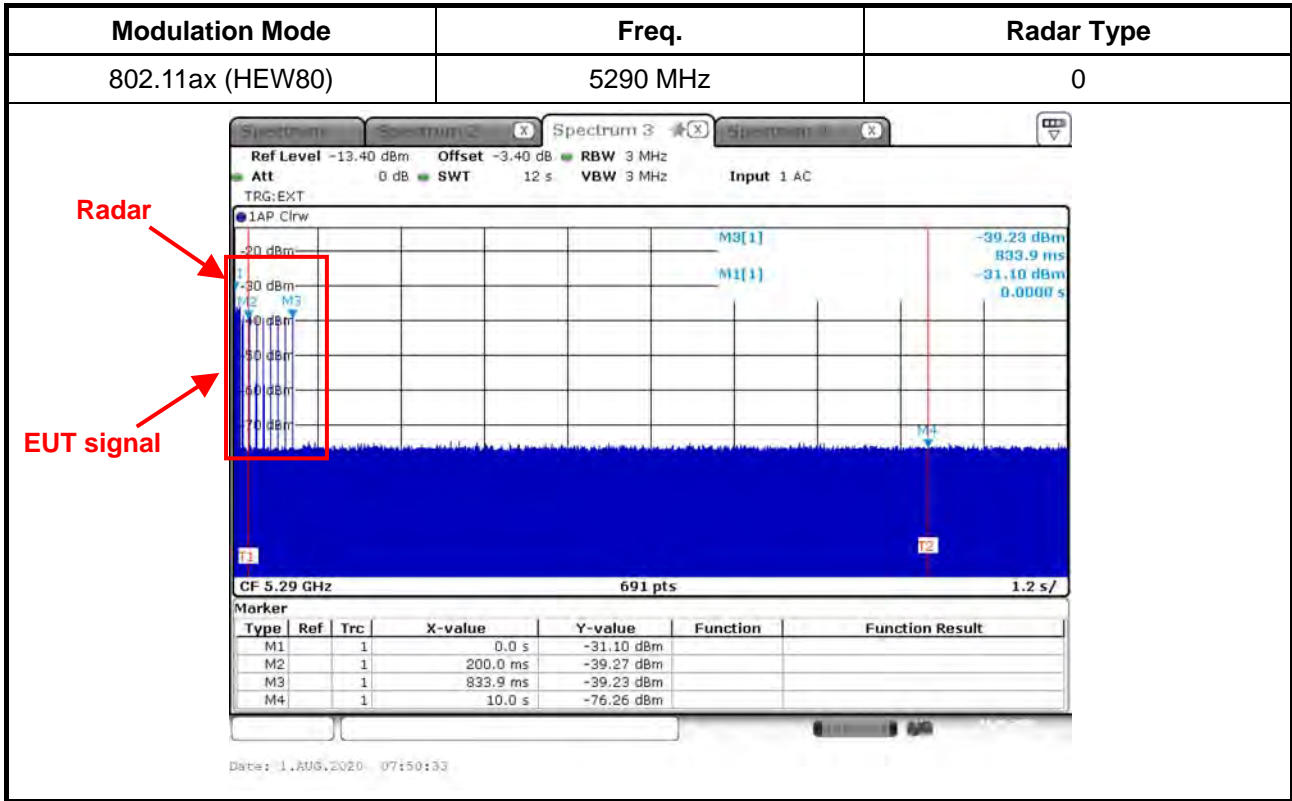 Modulation Mode Freq. Radar Type
802.11ax (HEW80) 5290 MHz 0
Spectrum Spectrum 2 X Spectrum 3 X X
Ref Level -13.40 dBm Offset -3.40 dB RBW 3 MHz
Att 0 dB SWT 12 s VBW 3 MHz Input 1 AC
TRG:EXT
1AP Clrw
Radar
EUT signal
M3[1] -39.23 dBm
833.9 ms
M1[1] -31.10 dBm
0.0000 s
-20 dBm
-30 dBm
M2 M3
-40 dBm
-50 dBm
-60 dBm
-70 dBm
M4
T1 T2
CF 5.29 GHz 691 pts 1.2 s/
Marker
Type Ref Trc X-value Y-value Function Function Result
M1 1 0.0 s -31.10 dBm
M2 1 200.0 ms -39.27 dBm
M3 1 833.9 ms -39.23 dBm
M4 1 10.0 s -76.26 dBm
Date: 1.AUG.2020 07:50:33